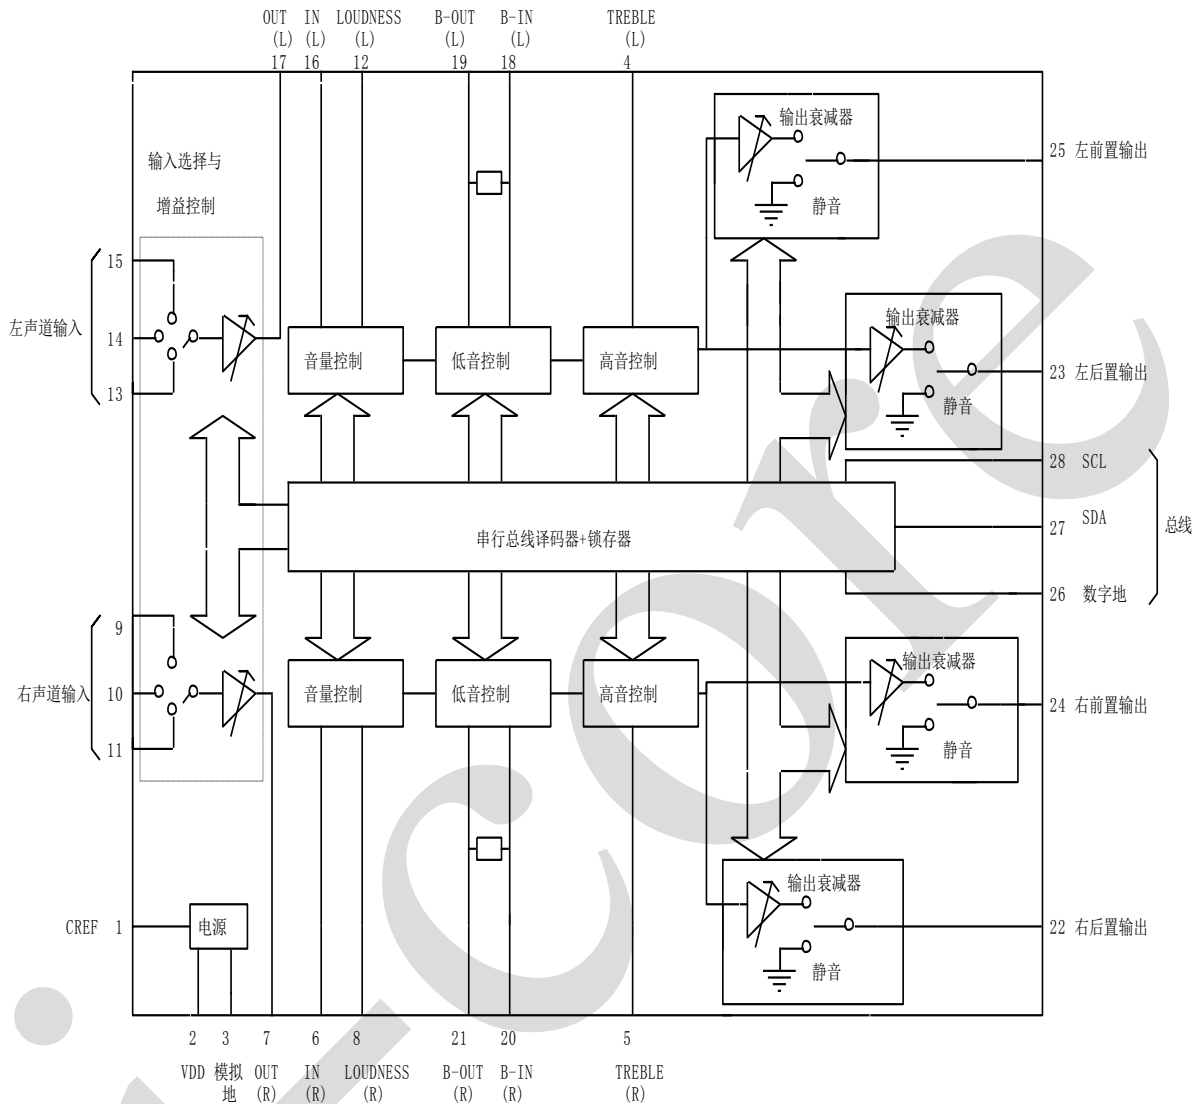 OUT IN LOUDNESS B-OUT B-IN TREBLE
(L) (L) (L) (L) (L) (L)
17 16 12 19 18 4
输出衰减器
25 左前置输出
输入选择与
静音
增益控制
15
输出衰减器
左声道输入
14
音量控制
低音控制
高音控制
23 左后置输出
13
静音
28 SCL
SDA
27
总线
串行总线译码器+锁存器
26 数字地
9
输出衰减器
右声道输入
10
音量控制
低音控制
高音控制
24 右前置输出
11
静音
输出衰减器
CREF 1
电源
22 右后置输出
静音
2 3 7 6 8 21 20 5
VDD 模拟 OUT IN LOUDNESS B-OUT B-IN TREBLE
地 (R) (R) (R) (R) (R) (R)
i-core